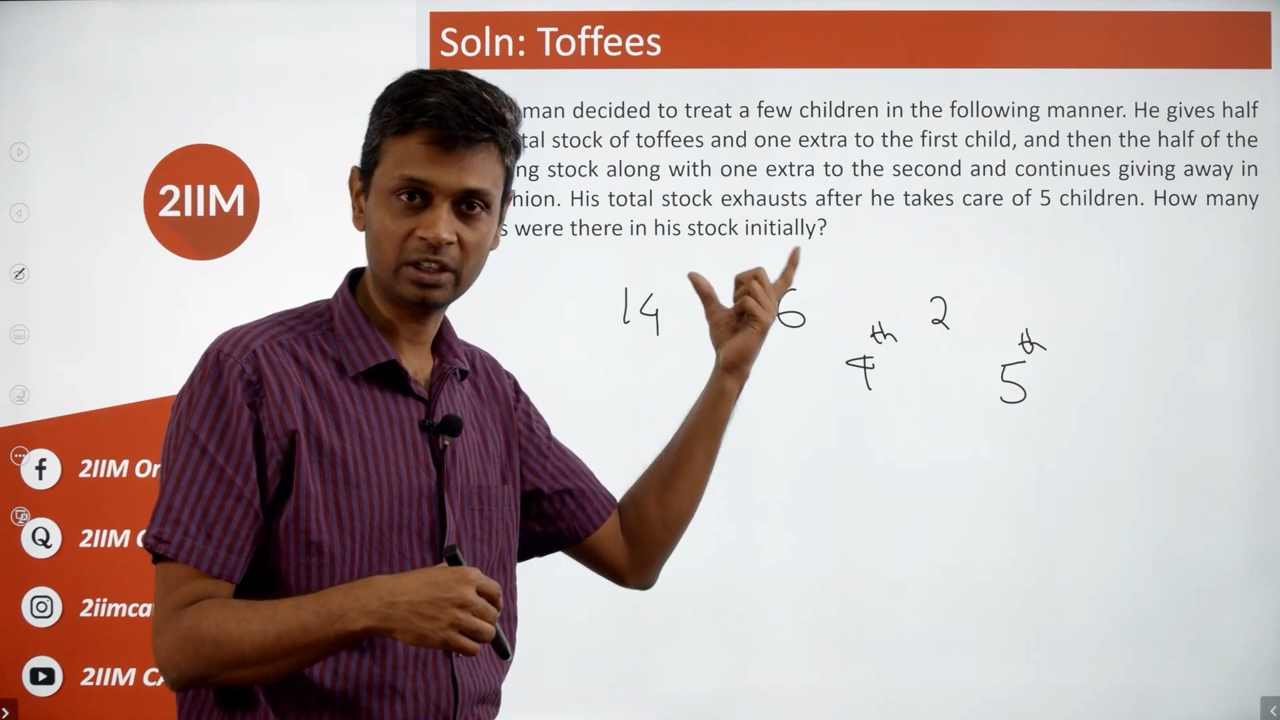 Soln: Toffees
man decided to treat a few children in the following manner. He gives half
stock of toffees and one extra to the first child, and then the half of the
stock along with one extra to the second and continues giving away in
His total stock exhausts after he takes care of 5 children. How many
were there in his stock initially?
2IIM
14 6 2
4th 5th
f 2IIM
Q 2IIM
2iimca
2IIM